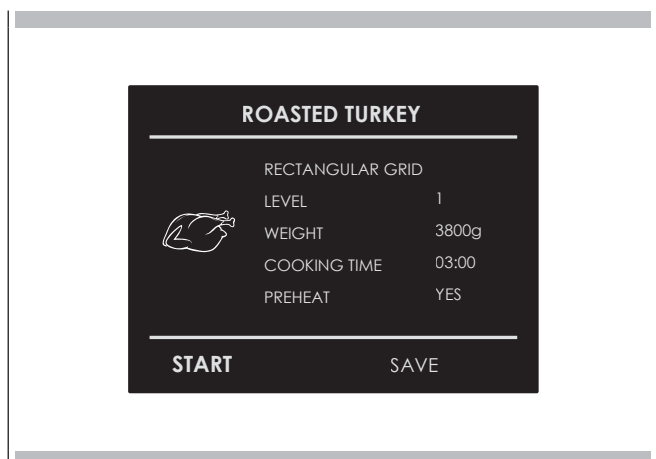 ROASTED TURKEY
RECTANGULAR GRID
LEVEL 1
WEIGHT 3800g
COOKING TIME 03:00
PREHEAT YES
START SAVE